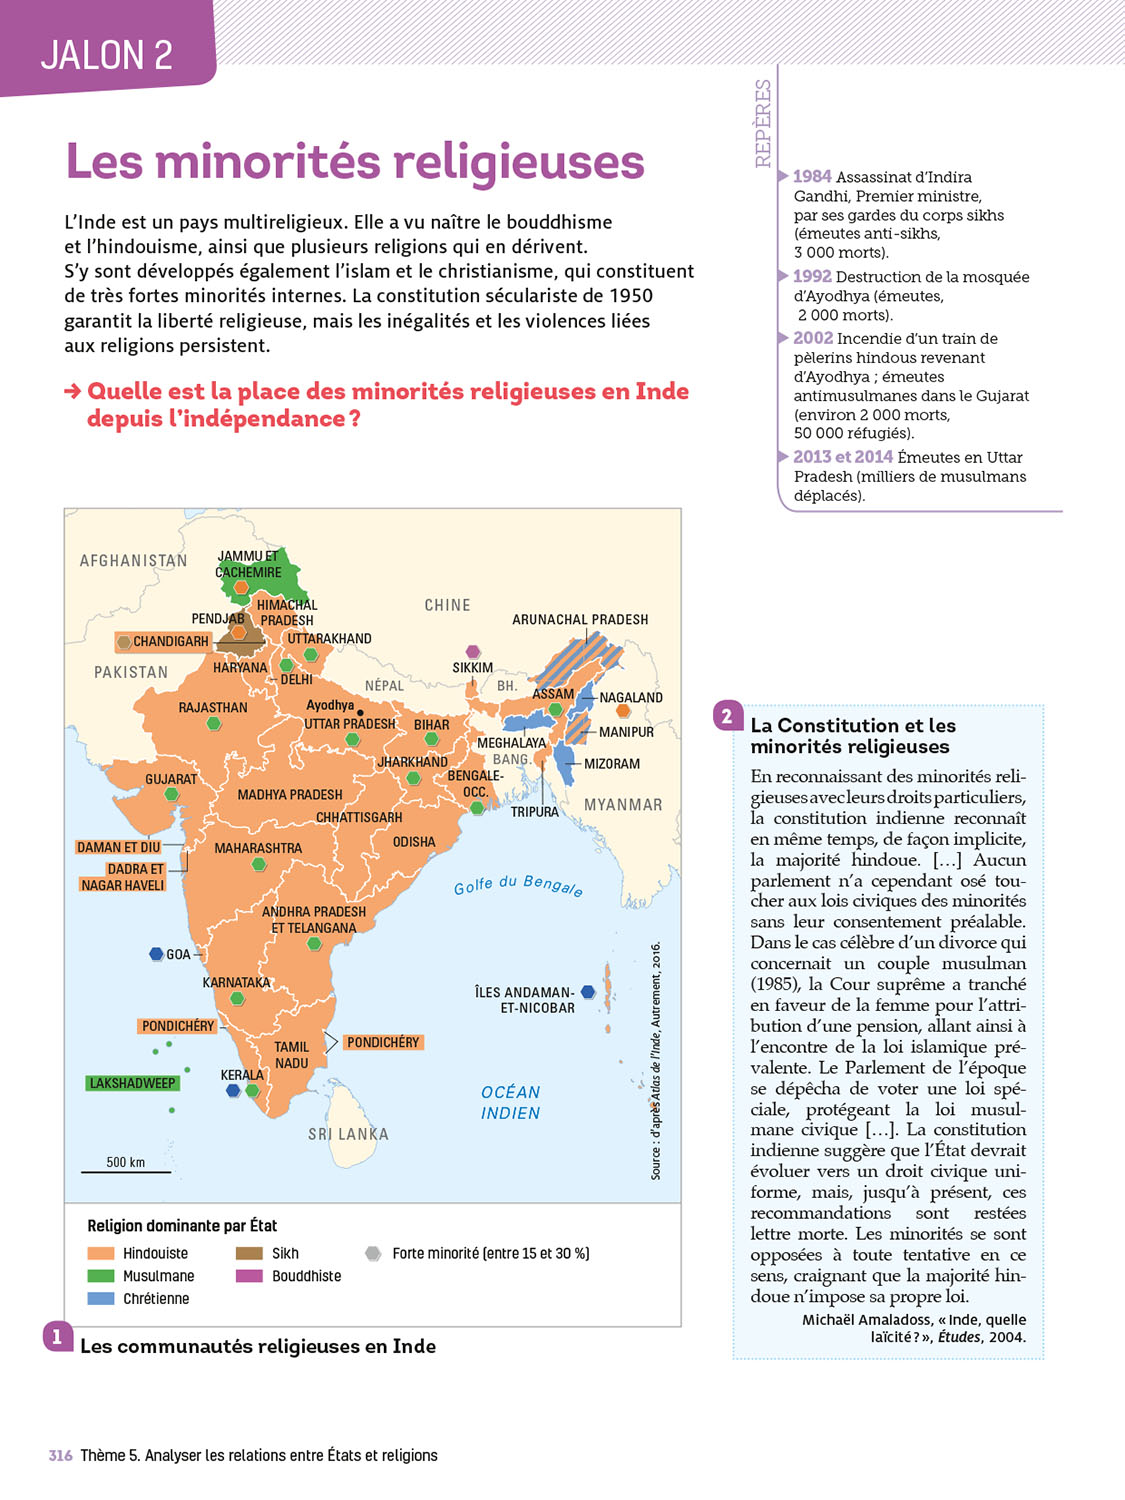 JALON 2
Les minorités religieuses
L'Inde est un pays multireligieux. Elle a vu naître le bouddhisme
et l'hindouisme, ainsi que plusieurs religions qui en dérivent.
S'y sont développés également l'islam et le christianisme, qui constituent
de très fortes minorités internes. La constitution séculariste de 1950
garantit la liberté religieuse, mais les inégalités et les violences liées
aux religions persistent.
→ Quelle est la place des minorités religieuses en Inde
depuis l'indépendance ?
REPÈRES
1984 Assassinat d'Indira
Gandhi, Premier ministre,
par ses gardes du corps sikhs
(émeutes anti-sikhs,
3 000 morts).
1992 Destruction de la mosquée
d'Ayodhya (émeutes,
2 000 morts).
2002 Incendie d'un train de
pèlerins hindous revenant
d'Ayodhya ; émeutes
antimusulmanes dans le Gujarat
(environ 2 000 morts,
50 000 réfugiés).
2013 et 2014 Émeutes en Uttar
Pradesh (milliers de musulmans
déplacés).
AFGHANISTAN
JAMMU ET
CACHEMIRE
CHINE
HIMACHAL
PRADESH
PENDJAB
ARUNACHAL PRADESH
CHANDIGARH
UTTARAKHAND
PAKISTAN
HARYANA
DELHI
SIKKIM
NÉPAL
BH.
ASSAM
NAGALAND
RAJASTHAN
Ayodhya
UTTAR PRADESH
BIHAR
MANIPUR
MEGHALAYA
BANG.
MIZORAM
JHARKHAND
GUJARAT
BENGALE-
OCC.
MADHYA PRADESH
CHHATTISGARH
TRIPURA
MYANMAR
DAMAN ET DIU
MAHARASHTRA
ODISHA
DADRA ET
NAGAR HAVELI
Golfe du Bengale
ANDHRA PRADESH
ET TELANGANA
GOA
KARNATAKA
ÎLES ANDAMAN-
ET-NICOBAR
PONDICHÉRY
TAMIL
NADU
PONDICHÉRY
LAKSHADWEEP
KERALA
OCÉAN
INDIEN
SRI LANKA
500 km
Source : d'après Atlas de l'Inde, Autrement, 2016.
Religion dominante par État
Hindouiste
Musulmane
Chrétienne
Sikh
Bouddhiste
Forte minorité (entre 15 et 30 %)
1 Les communautés religieuses en Inde
2 La Constitution et les
minorités religieuses
En reconnaissant des minorités reli-
gieuses avec leurs droits particuliers,
la constitution indienne reconnaît
en même temps, de façon implicite,
la majorité hindoue. [...] Aucun
parlement n'a cependant osé tou-
cher aux lois civiques des minorités
sans leur consentement préalable.
Dans le cas célèbre d'un divorce qui
concernait un couple musulman
(1985), la Cour suprême a tranché
en faveur de la femme pour l'attri-
bution d'une pension, allant ainsi à
l'encontre de la loi islamique pré-
valente. Le Parlement de l'époque
se dépêcha de voter une loi spé-
ciale, protégeant la loi musul-
mane civique [...]. La constitution
indienne suggère que l'État devrait
évoluer vers un droit civique uni-
forme, mais, jusqu'à présent, ces
recommandations sont restées
lettre morte. Les minorités se sont
opposées à toute tentative en ce
sens, craignant que la majorité hin-
doue n'impose sa propre loi.
Michaël Amaladoss, « Inde, quelle
laïcité ? », Études, 2004.
316 Thème 5. Analyser les relations entre États et religions